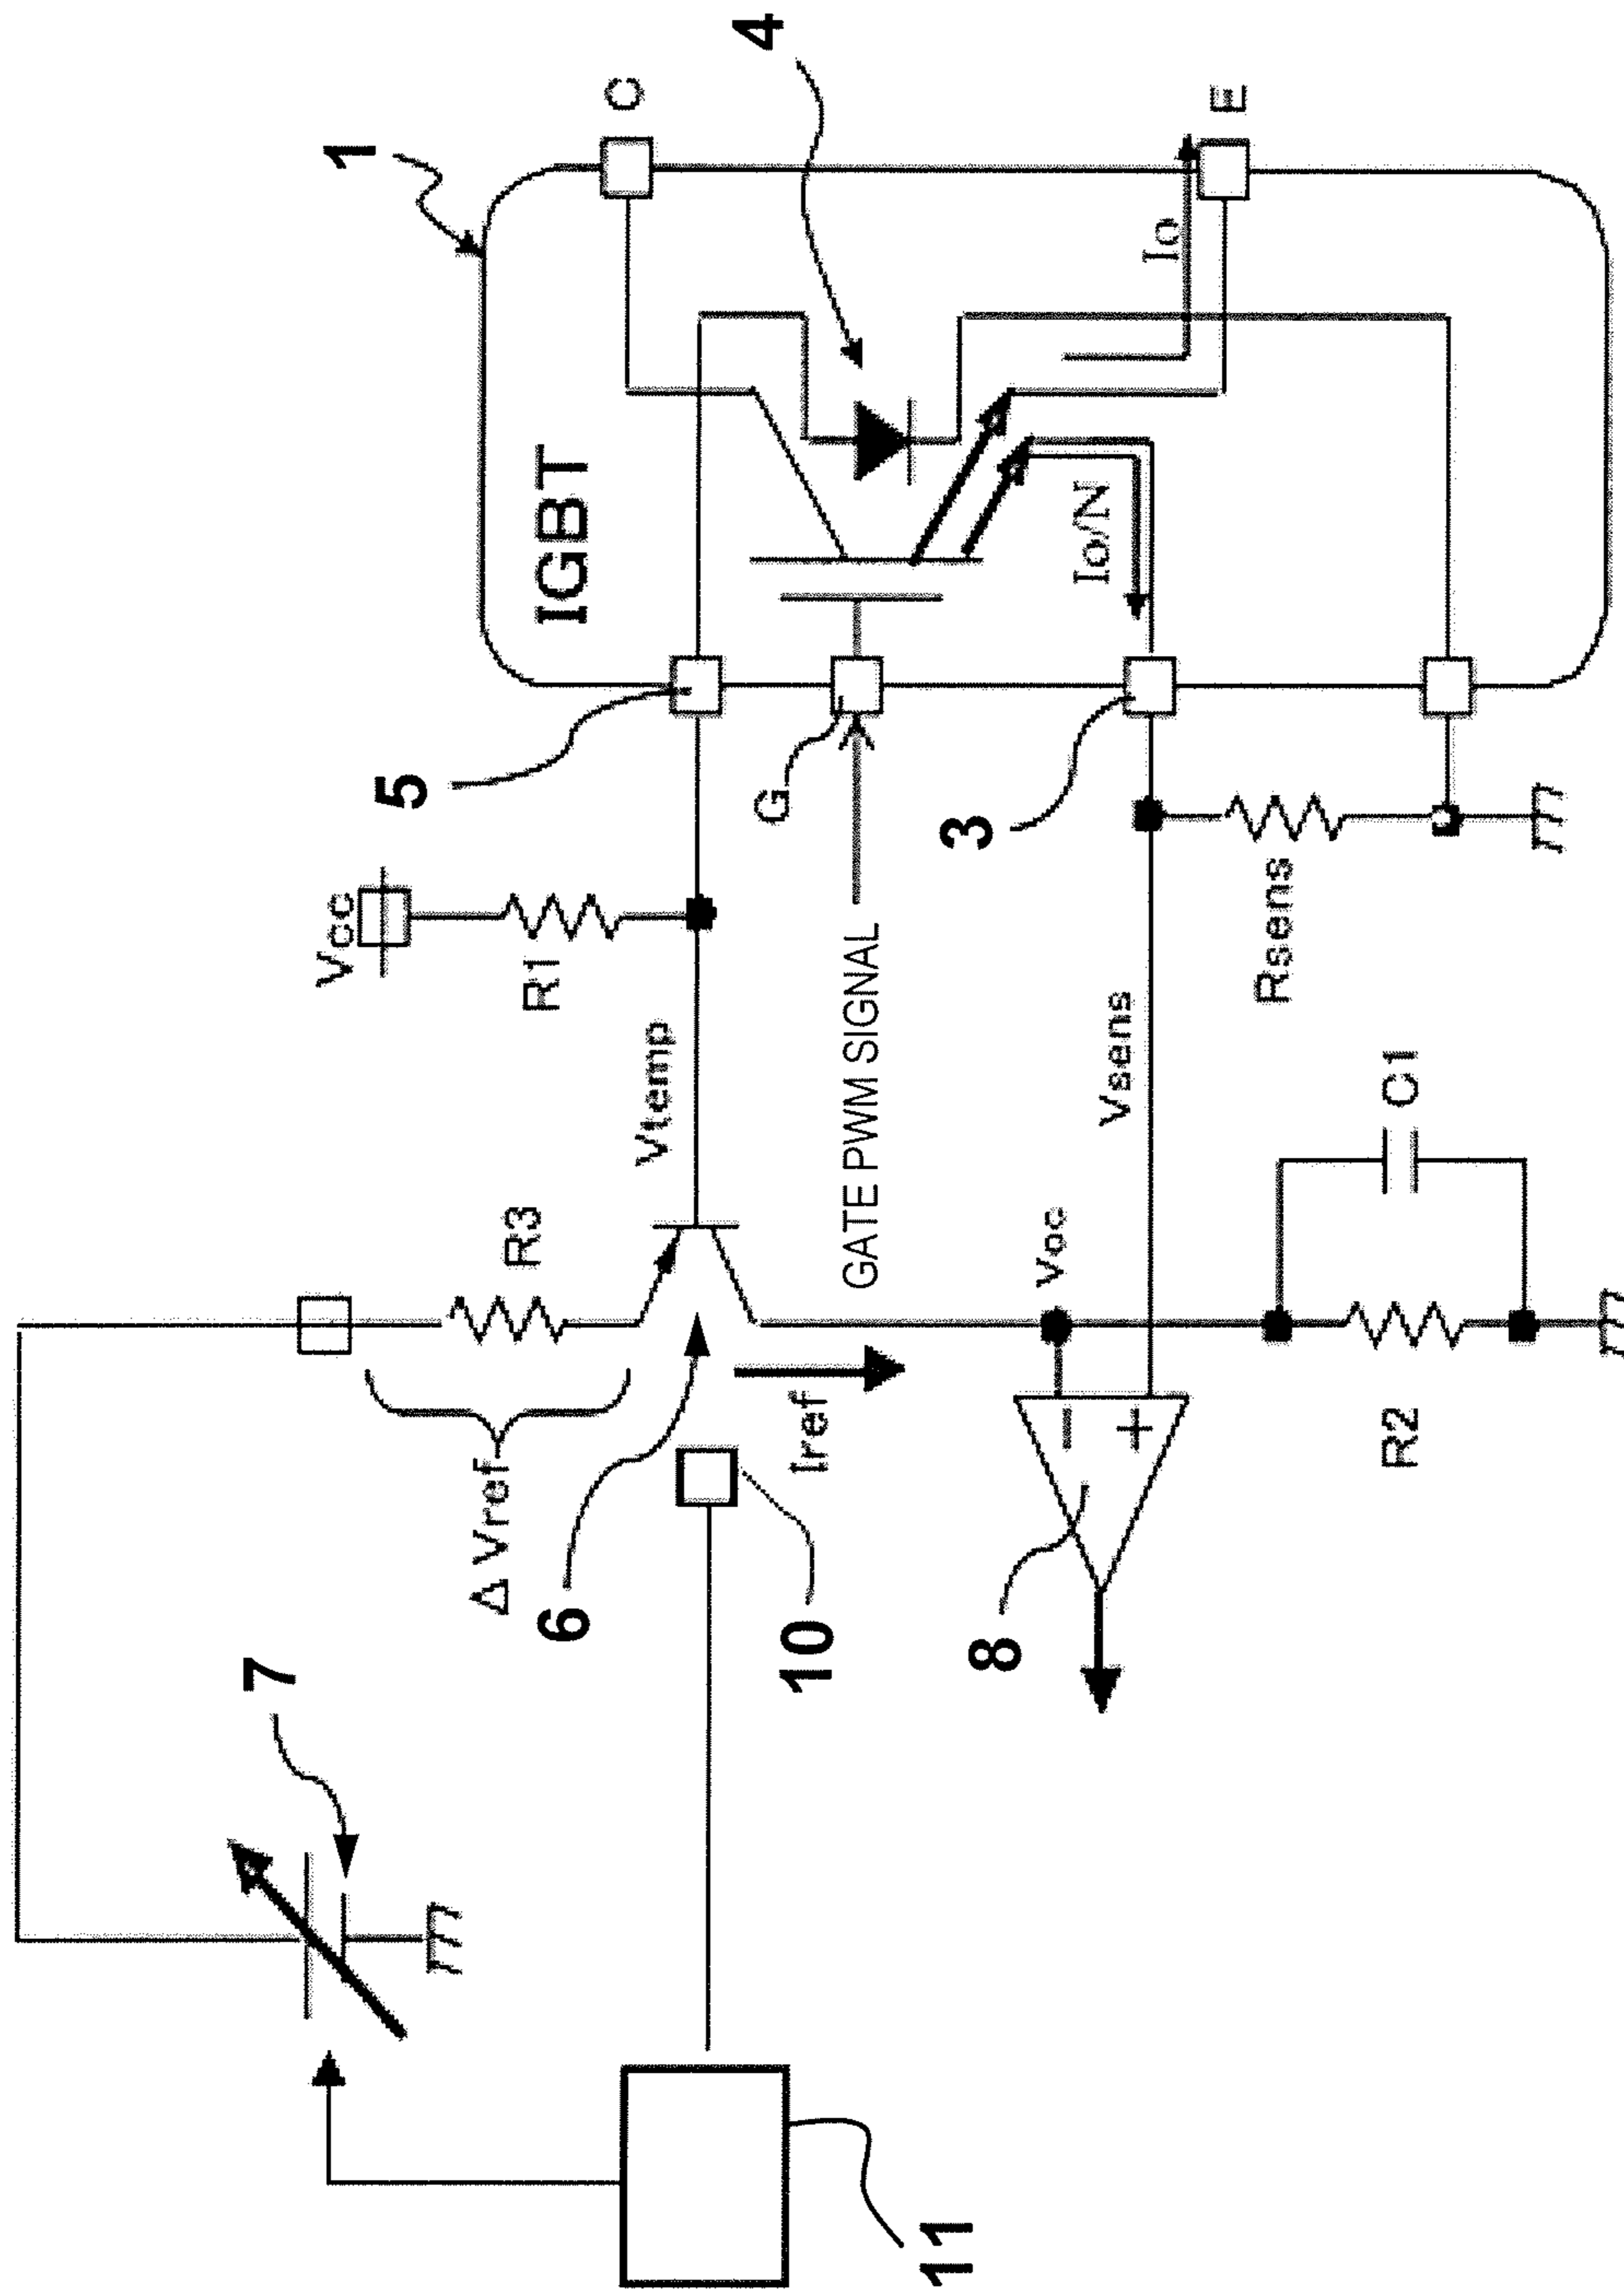 1
C
4
IGBT
E
Io
Io/N
5
G
3
Vcc
R1
Rsens
Vtemp
GATE PWM SIGNAL
Vsens
C1
R3
Voc
Δ Vref
Iref
R2
−
+
6
10
8
7
11